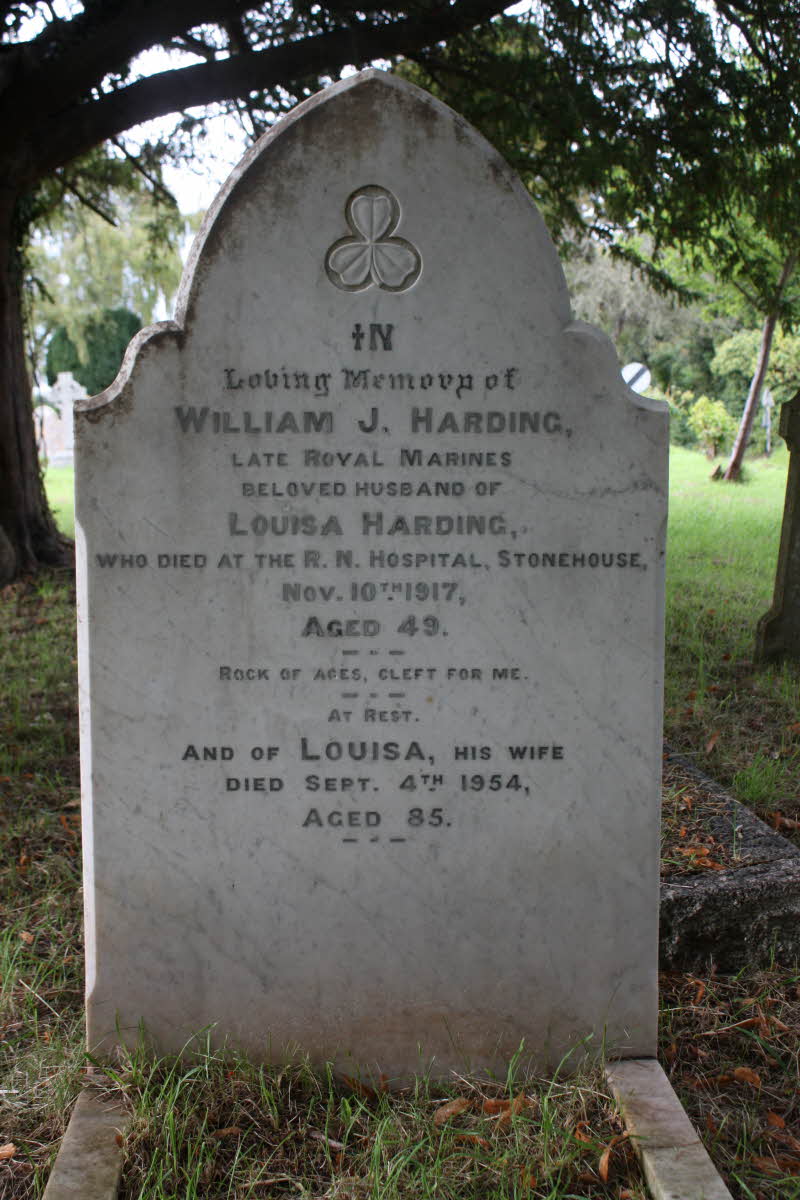 IN
Loving Memory of
WILLIAM J. HARDING,
LATE ROYAL MARINES
BELOVED HUSBAND OF
LOUISA HARDING,
WHO DIED AT THE R. N. HOSPITAL, STONEHOUSE,
NOV. 10TH 1917,
AGED 49.
ROCK OF AGES, CLEFT FOR ME.
AT REST.
AND OF LOUISA, HIS WIFE
DIED SEPT. 4TH 1954,
AGED 85.